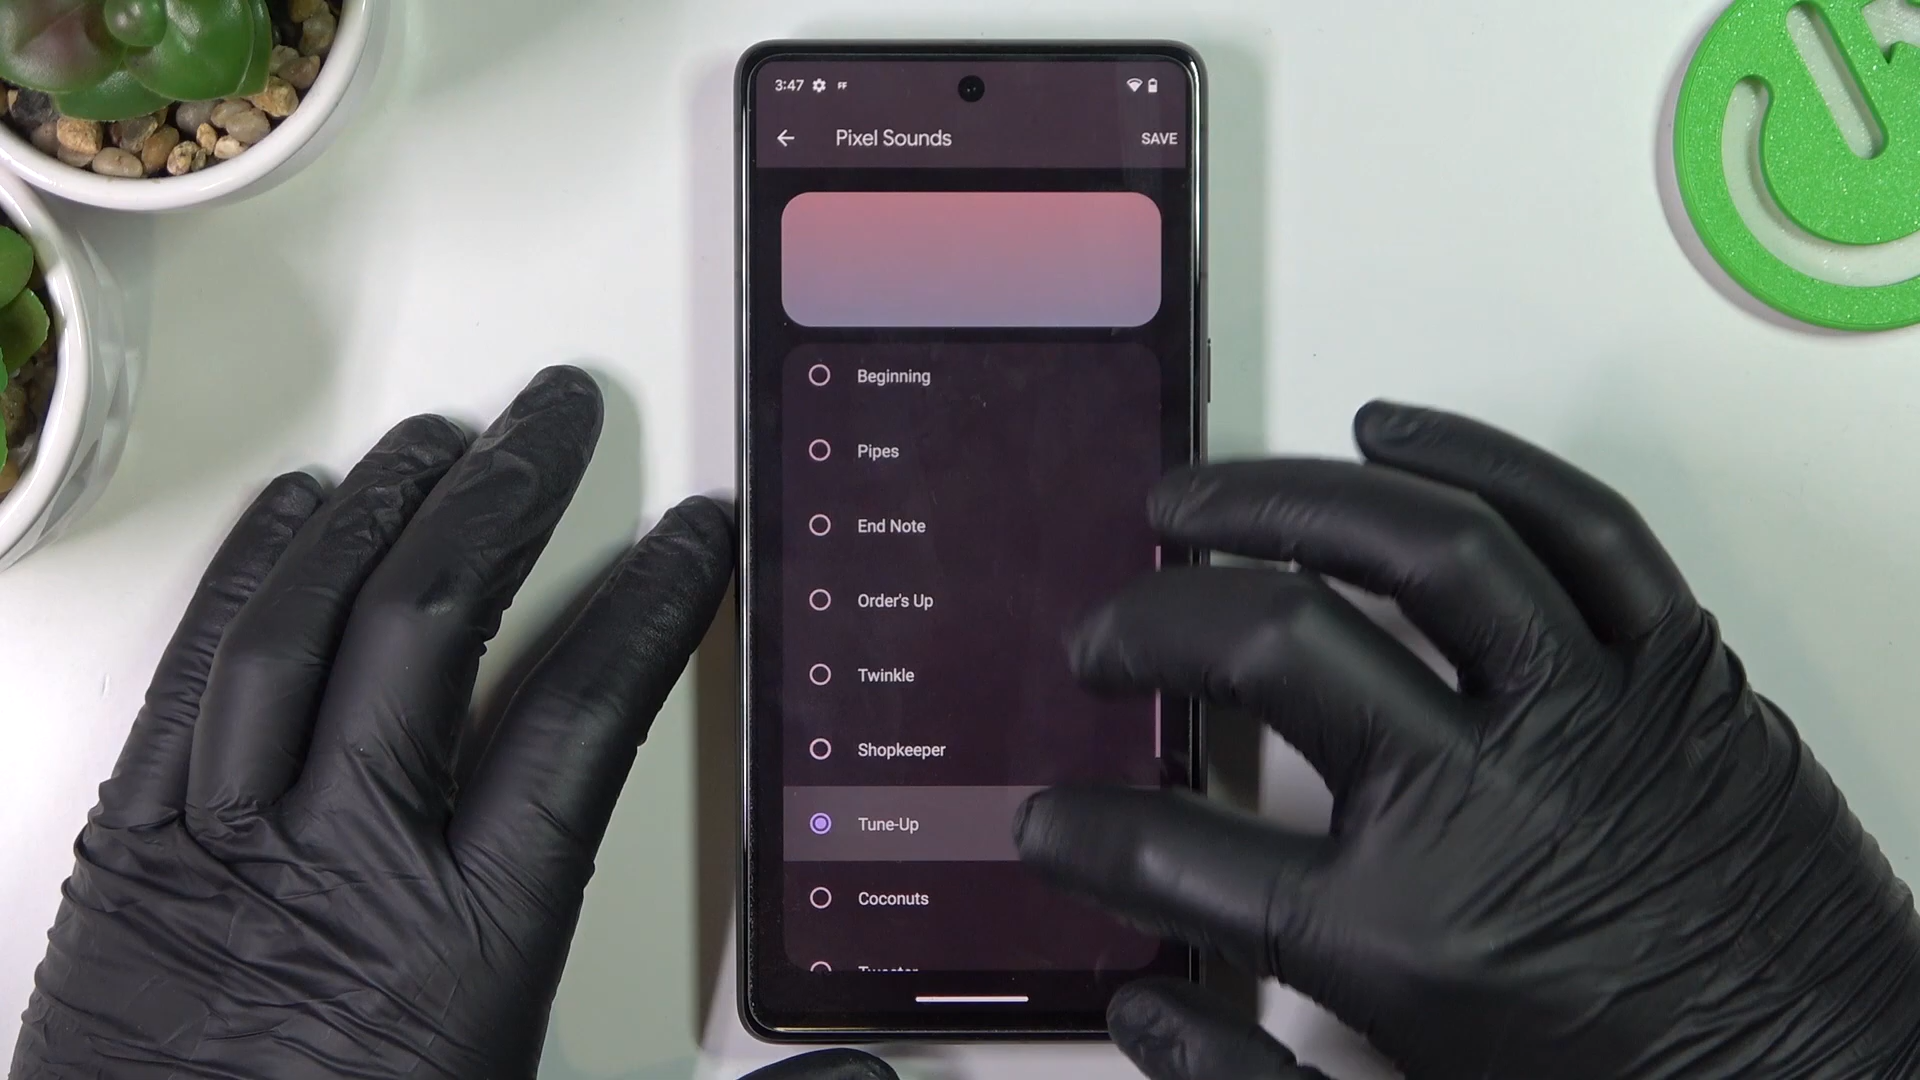 3:47
Pixel Sounds
SAVE
Beginning
Pipes
End Note
Order's Up
Twinkle
Shopkeeper
Tune-Up
Coconuts